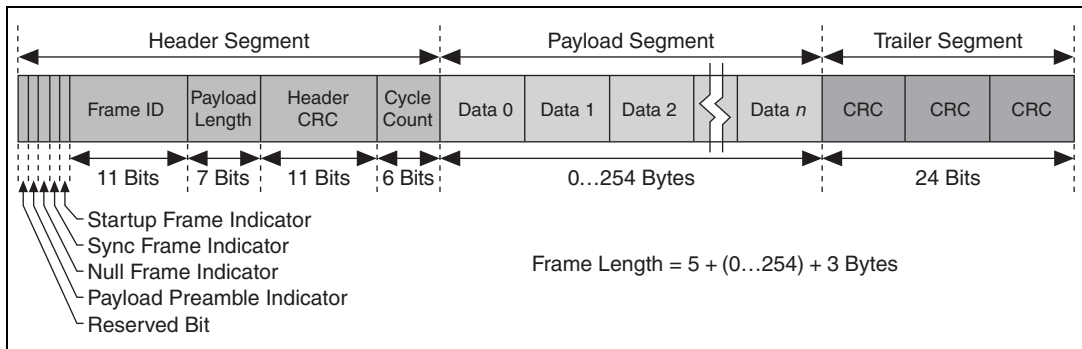 Header Segment Payload Segment Trailer Segment
Frame ID Payload Length Header CRC Cycle Count Data 0 Data 1 Data 2 Data n CRC CRC CRC
11 Bits 7 Bits 11 Bits 6 Bits 0…254 Bytes 24 Bits
Startup Frame Indicator
Sync Frame Indicator
Null Frame Indicator
Payload Preamble Indicator
Reserved Bit
Frame Length = 5 + (0…254) + 3 Bytes